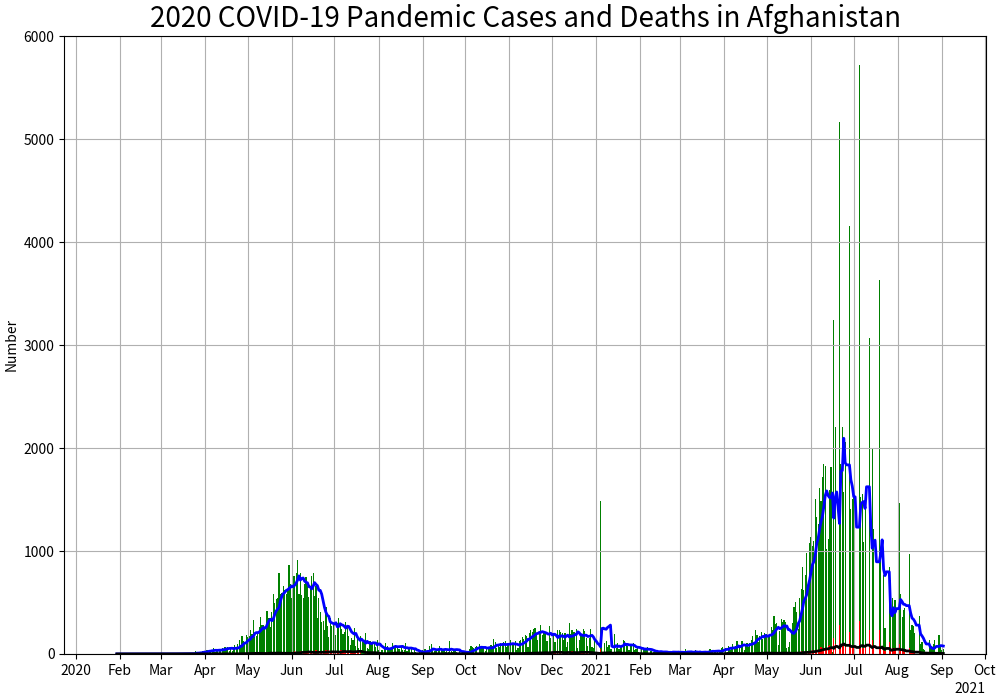 2020 COVID-19 Pandemic Cases and Deaths in Afghanistan
6000
5000
4000
3000
2000
1000
0
Number
2020 Feb Mar Apr May Jun Jul Aug Sep Oct Nov Dec 2021 Feb Mar Apr May Jun Jul Aug Sep Oct
2021